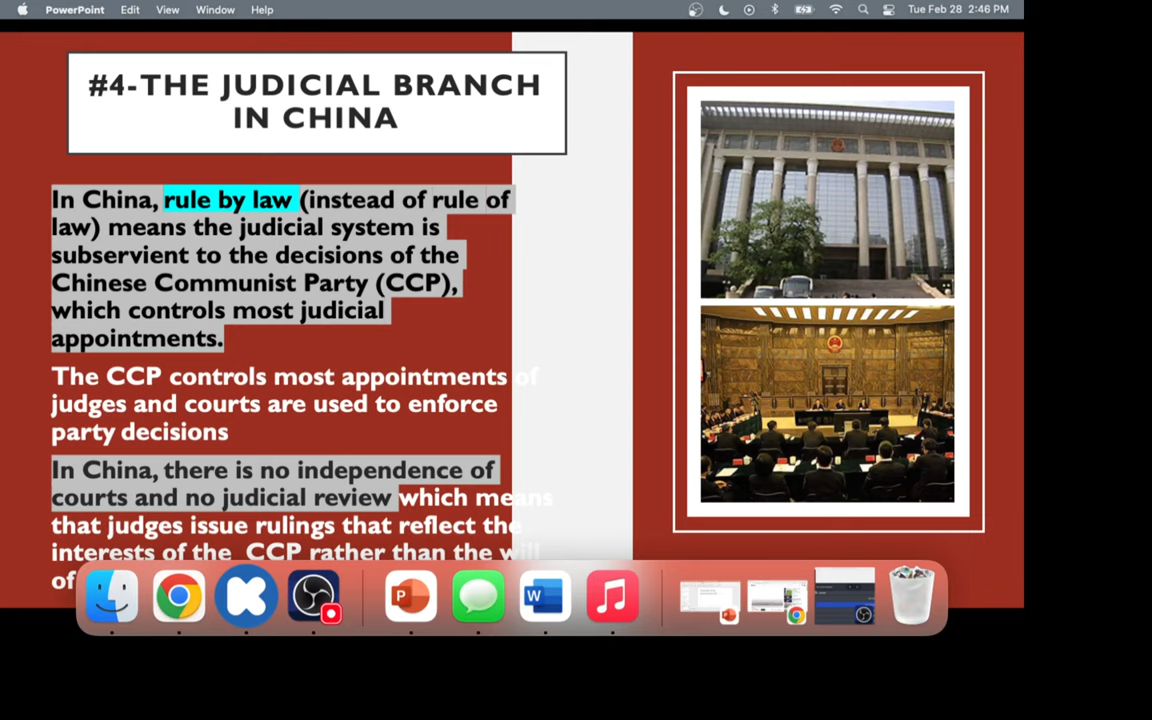 PowerPoint Edit View Window Help Tue Feb 28 2:46 PM
#4-THE JUDICIAL BRANCH
IN CHINA
In China, rule by law (instead of rule of
law) means the judicial system is
subservient to the decisions of the
Chinese Communist Party (CCP),
which controls most judicial
appointments.
The CCP controls most appointments of
judges and courts are used to enforce
party decisions
In China, there is no independence of
courts and no judicial review which means
that judges issue rulings that reflect the
interests of the CCP rather than the will
of
P
W